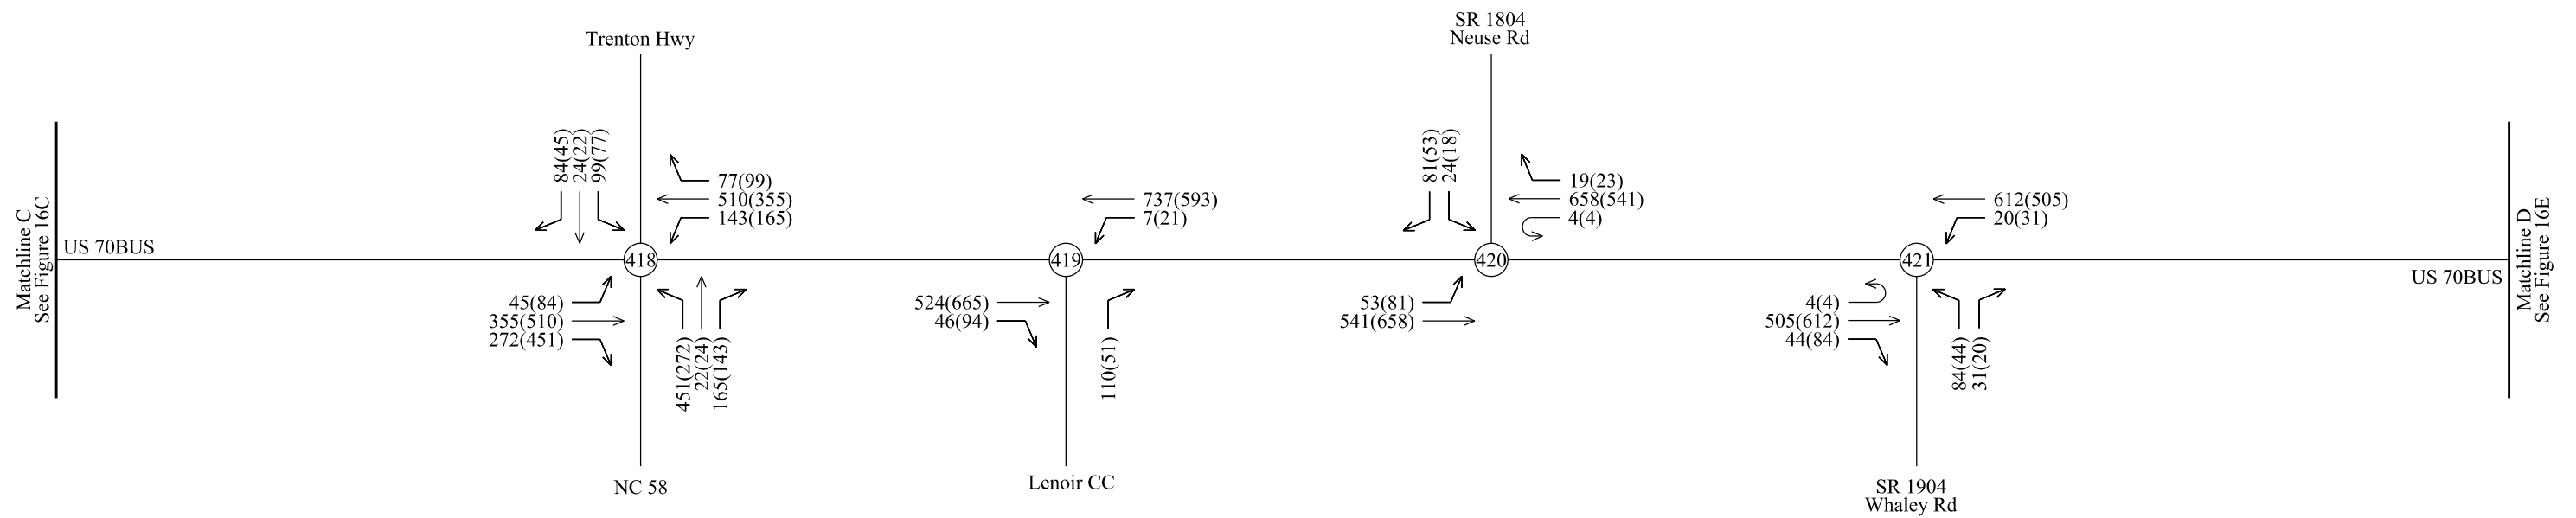 SR 1804
Neuse Rd
Trenton Hwy
84(45)
24(22)
99(77)
77(99)
510(355)
143(165)
737(593)
7(21)
81(53)
24(18)
19(23)
658(541)
4(4)
612(505)
20(31)
Matchline C
See Figure 16C
US 70BUS
418
419
420
421
US 70BUS
Matchline D
See Figure 16E
45(84)
355(510)
272(451)
451(272)
22(24)
165(143)
524(665)
46(94)
110(51)
53(81)
541(658)
4(4)
505(612)
44(84)
84(44)
31(20)
NC 58
Lenoir CC
SR 1904
Whaley Rd